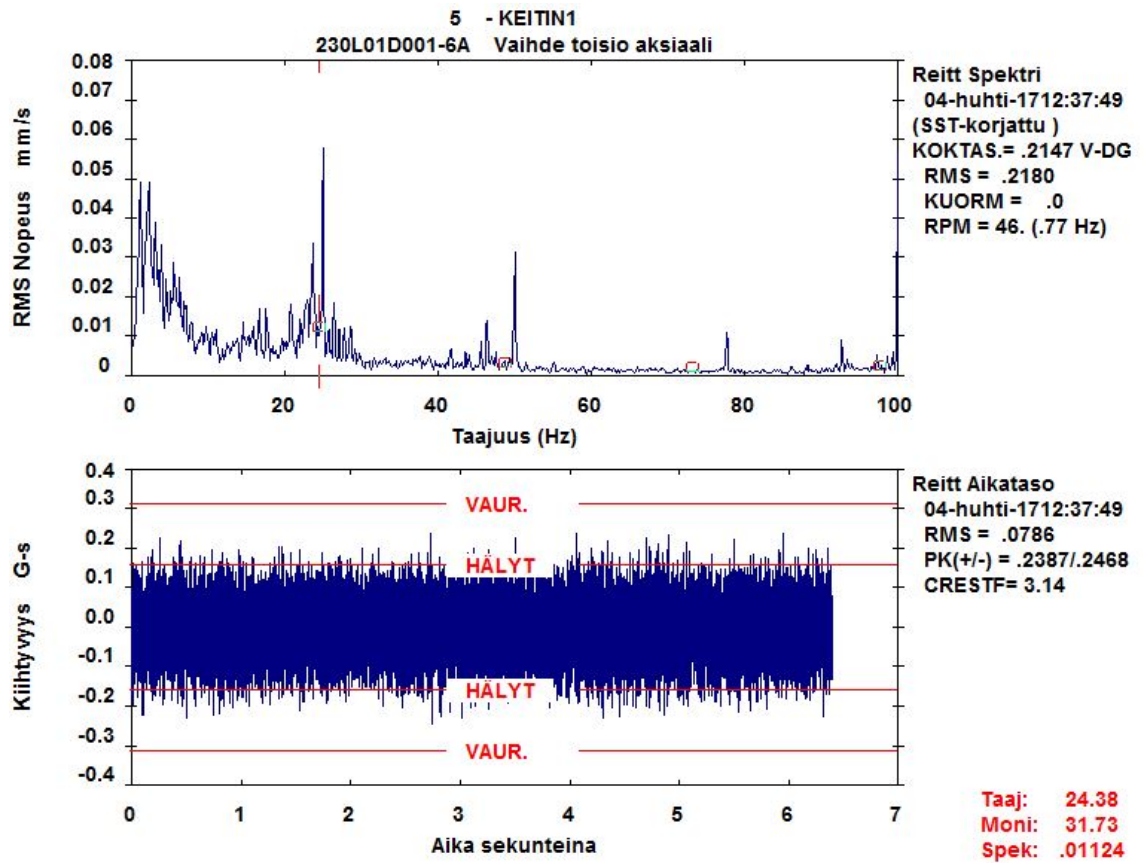 5 - KEITIN1
230L01D001-6A Vaihde toisio aksiaali
RMS Nopeus mm/s
0.08
0.07
0.06
0.05
0.04
0.03
0.02
0.01
0
0 20 40 60 80 100
Taajuus (Hz)
Reitt Spektri
04-huhti-1712:37:49
(SST-korjattu )
KOKTAS.= .2147 V-DG
RMS = .2180
KUORM = .0
RPM = 46. (.77 Hz)
Kiihtyvyys G-s
0.4
0.3
0.2
0.1
0.0
-0.1
-0.2
-0.3
-0.4
VAUR.
HÄLYT
HÄLYT
VAUR.
0 1 2 3 4 5 6 7
Aika sekunteina
Reitt Aikataso
04-huhti-1712:37:49
RMS = .0786
PK(+/-) = .2387/.2468
CRESTF= 3.14
Taaj: 24.38
Moni: 31.73
Spek: .01124